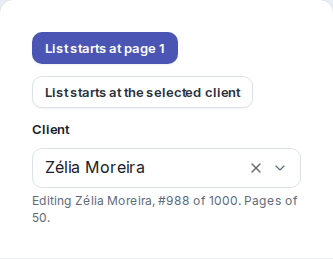 List starts at page 1
List starts at the selected client
Client
Zélia Moreira
Editing Zélia Moreira, #988 of 1000. Pages of
50.